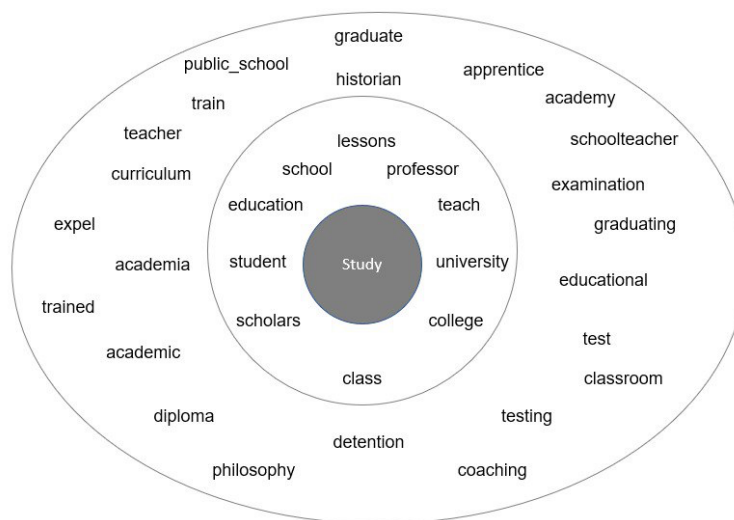 graduate
public_school
apprentice
historian
academy
train
teacher
lessons
schoolteacher
school
professor
curriculum
examination
education
teach
expel
graduating
academia
student
Study
university
educational
trained
scholars
college
test
academic
class
classroom
diploma
testing
detention
philosophy
coaching